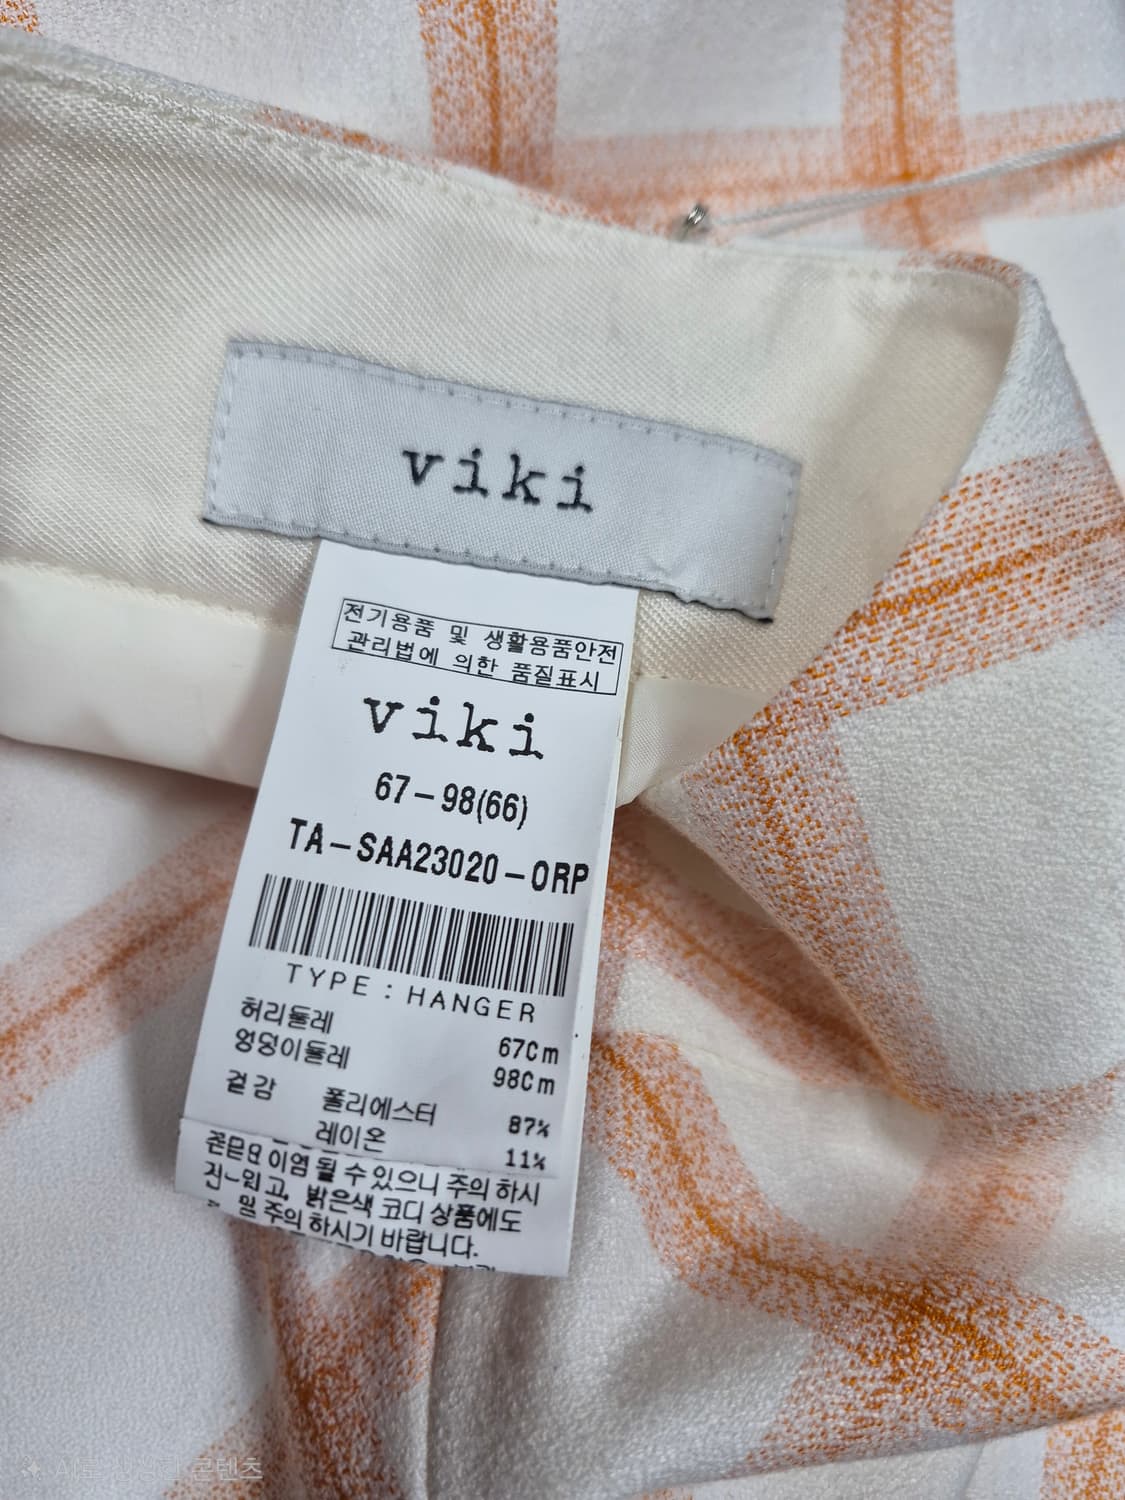 viki
전기용품 및 생활용품안전
관리법에 의한 품질표시
viki
67-98(66)
TA-SAA23020-ORP
TYPE : HANGER
허리둘레 67Cm
엉덩이둘레 98Cm
겉감 폴리에스터 87%
레이온 11%
이염 될 수 있으니 주의 하시
고, 밝은색 코디 상품에도
주의 하시기 바랍니다.
콘텐츠